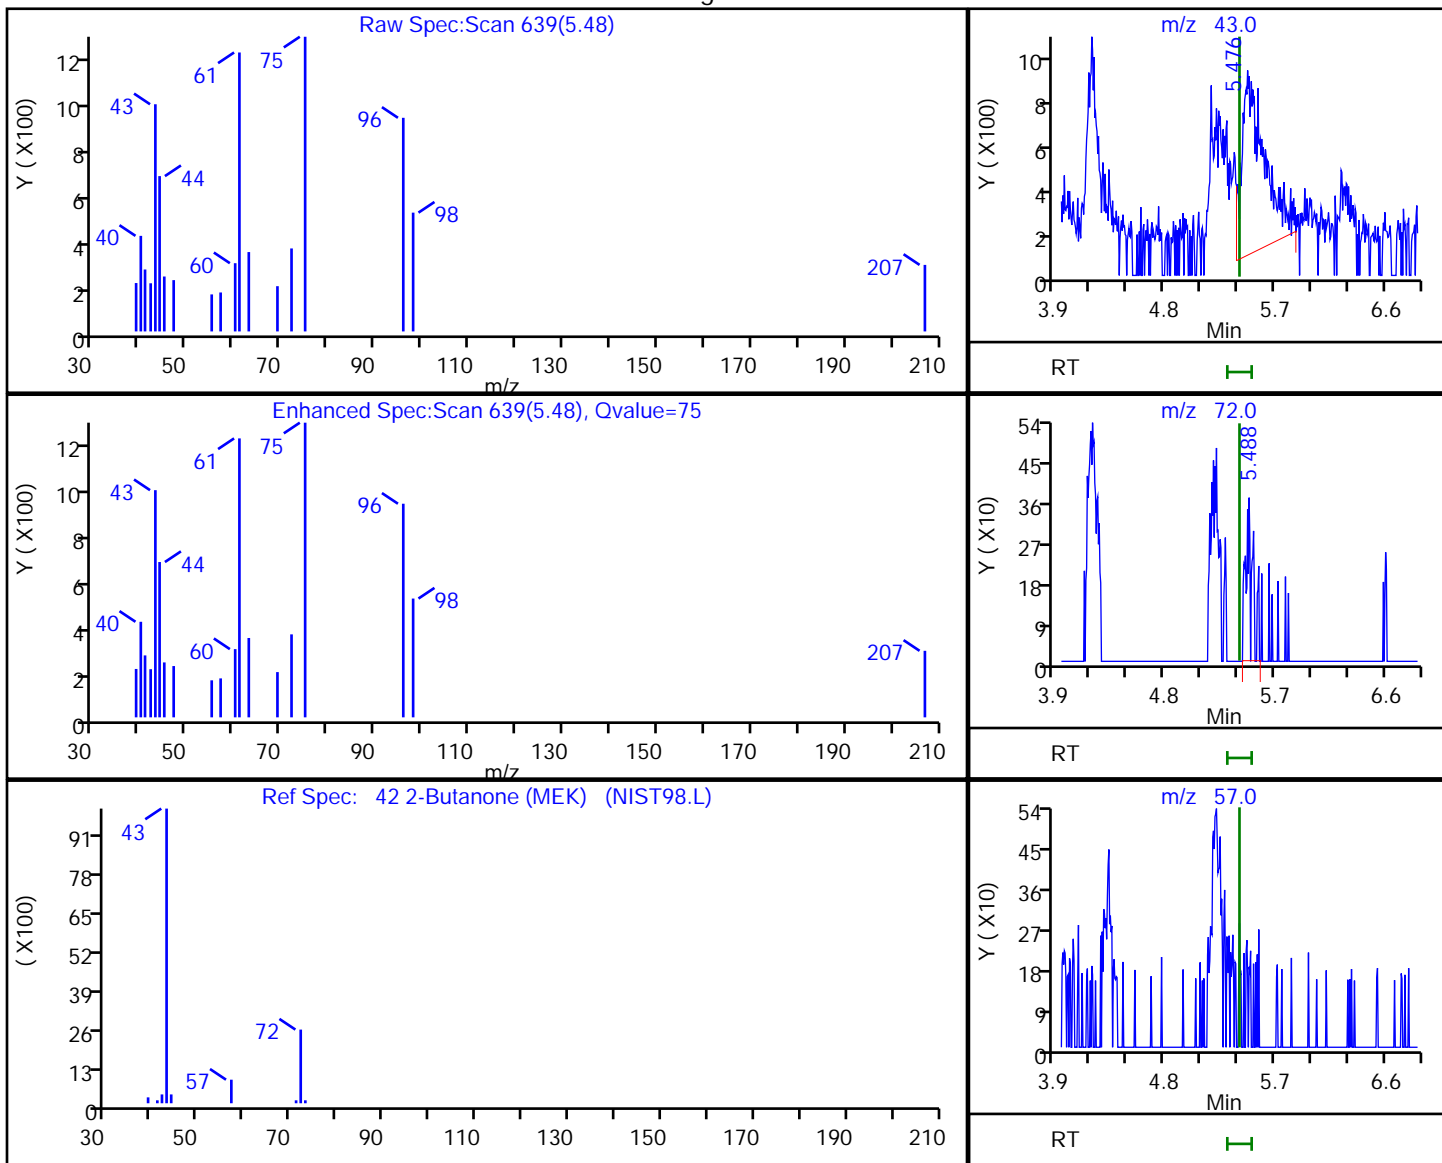 Raw Spec:Scan 639(5.48)
Y ( X100)
12
10
8
6
4
2
0
43
44
40
61
60
75
96
98
207
30 50 70 90 110 130 150 170 190 210
m/z
m/z 43.0
Y ( X100)
10
8
6
4
2
0
5.476
3.9 4.8 5.7 6.6
Min
RT
Enhanced Spec:Scan 639(5.48), Qvalue=75
Y ( X100)
12
10
8
6
4
2
0
43
44
40
61
60
75
96
98
207
30 50 70 90 110 130 150 170 190 210
m/z
m/z 72.0
Y ( X10)
54
45
36
27
18
9
0
5.488
3.9 4.8 5.7 6.6
Min
RT
Ref Spec: 42 2-Butanone (MEK) (NIST98.L)
( X100)
91
78
65
52
39
26
13
0
43
57
72
30 50 70 90 110 130 150 170 190 210
m/z 57.0
Y ( X10)
54
45
36
27
18
9
0
3.9 4.8 5.7 6.6
Min
RT